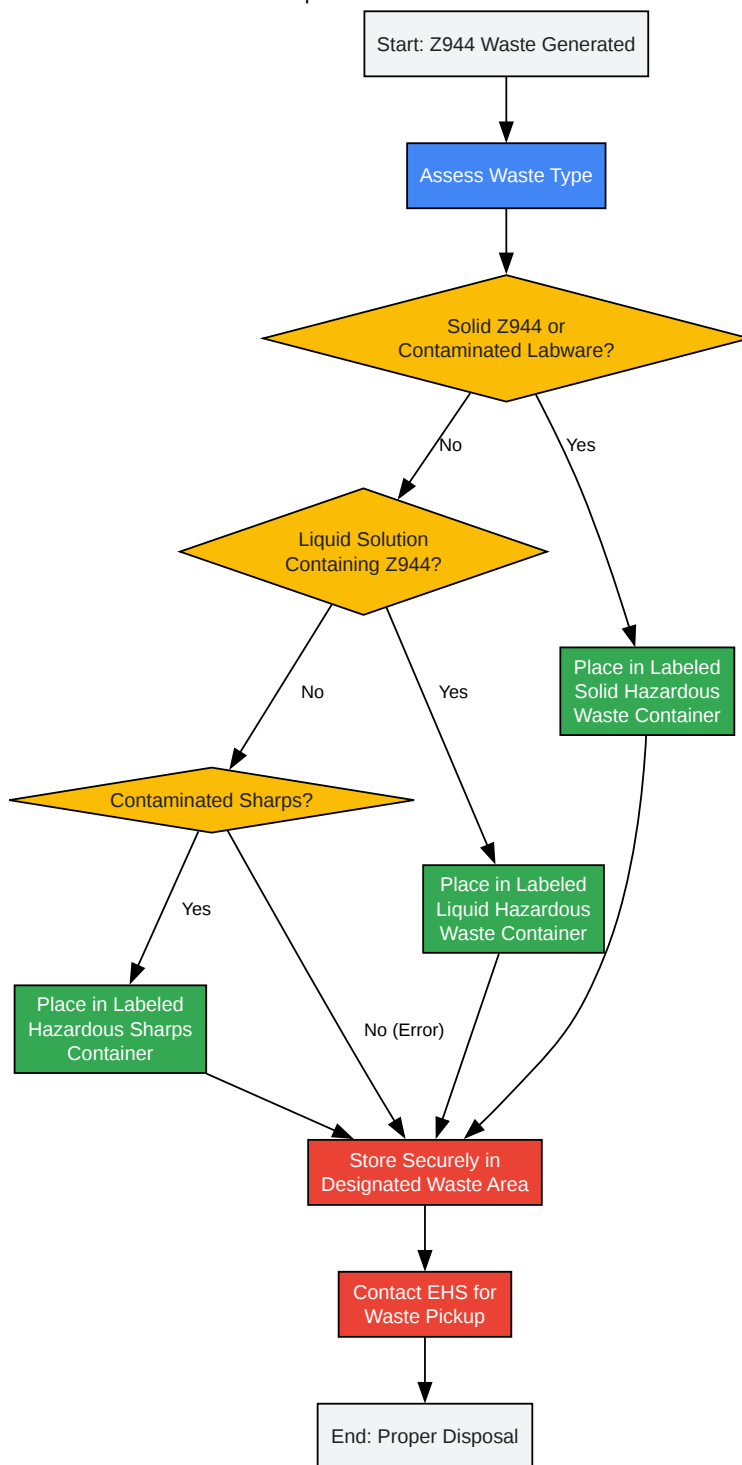 Start: Z944 Waste Generated
Assess Waste Type
Solid Z944 or
Contaminated Labware?
No
Yes
Liquid Solution
Containing Z944?
Place in Labeled
Solid Hazardous
Waste Container
No
Yes
Contaminated Sharps?
Place in Labeled
Liquid Hazardous
Waste Container
Yes
Place in Labeled
Hazardous Sharps
Container
No (Error)
Store Securely in
Designated Waste Area
Contact EHS for
Waste Pickup
End: Proper Disposal